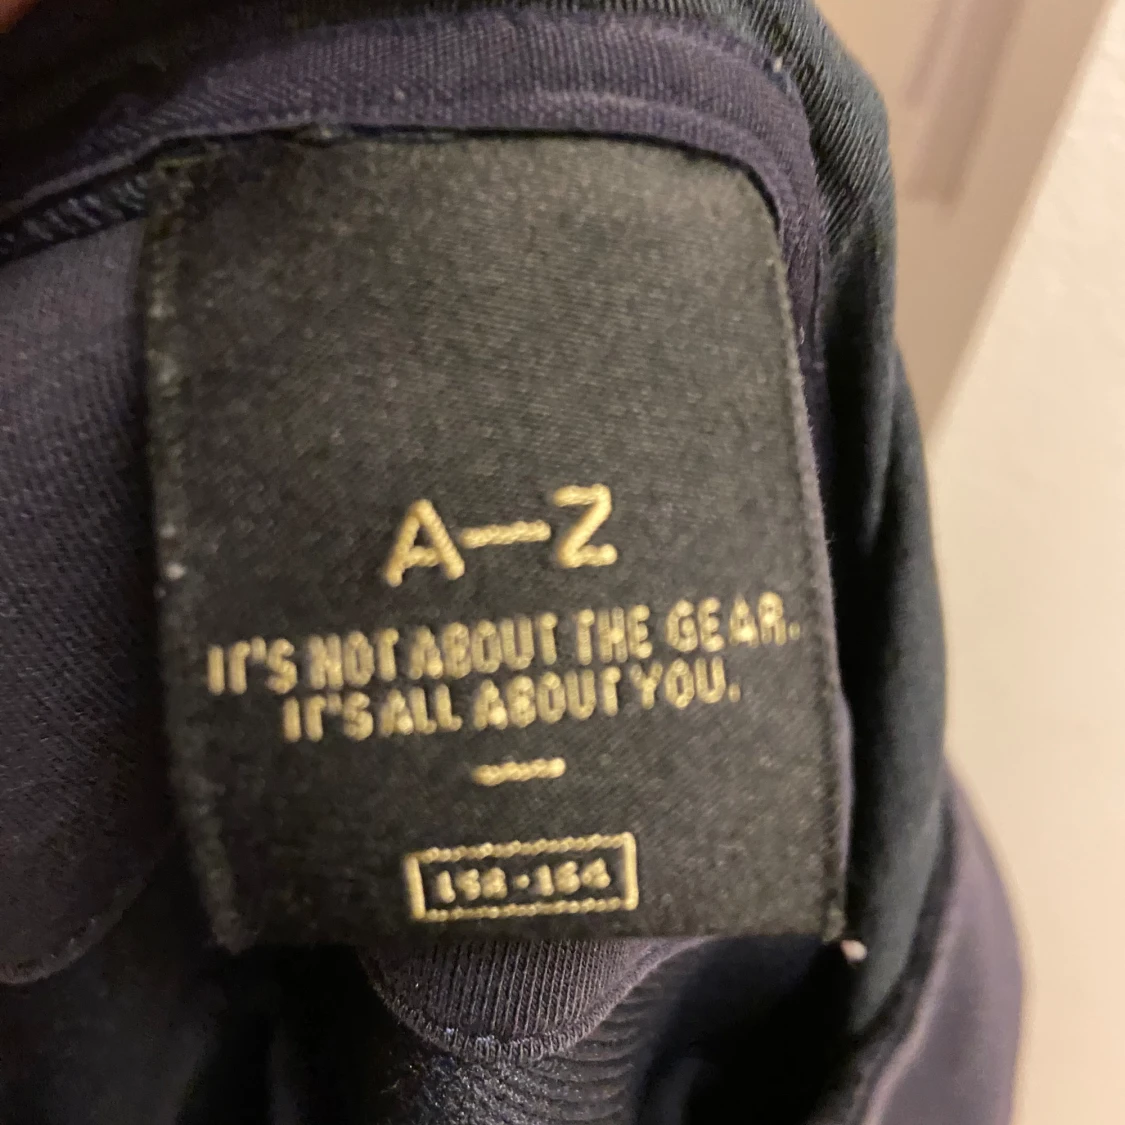 A—Z
IT'S NOT ABOUT THE GEAR.
IT'S ALL ABOUT YOU.
—
158-164